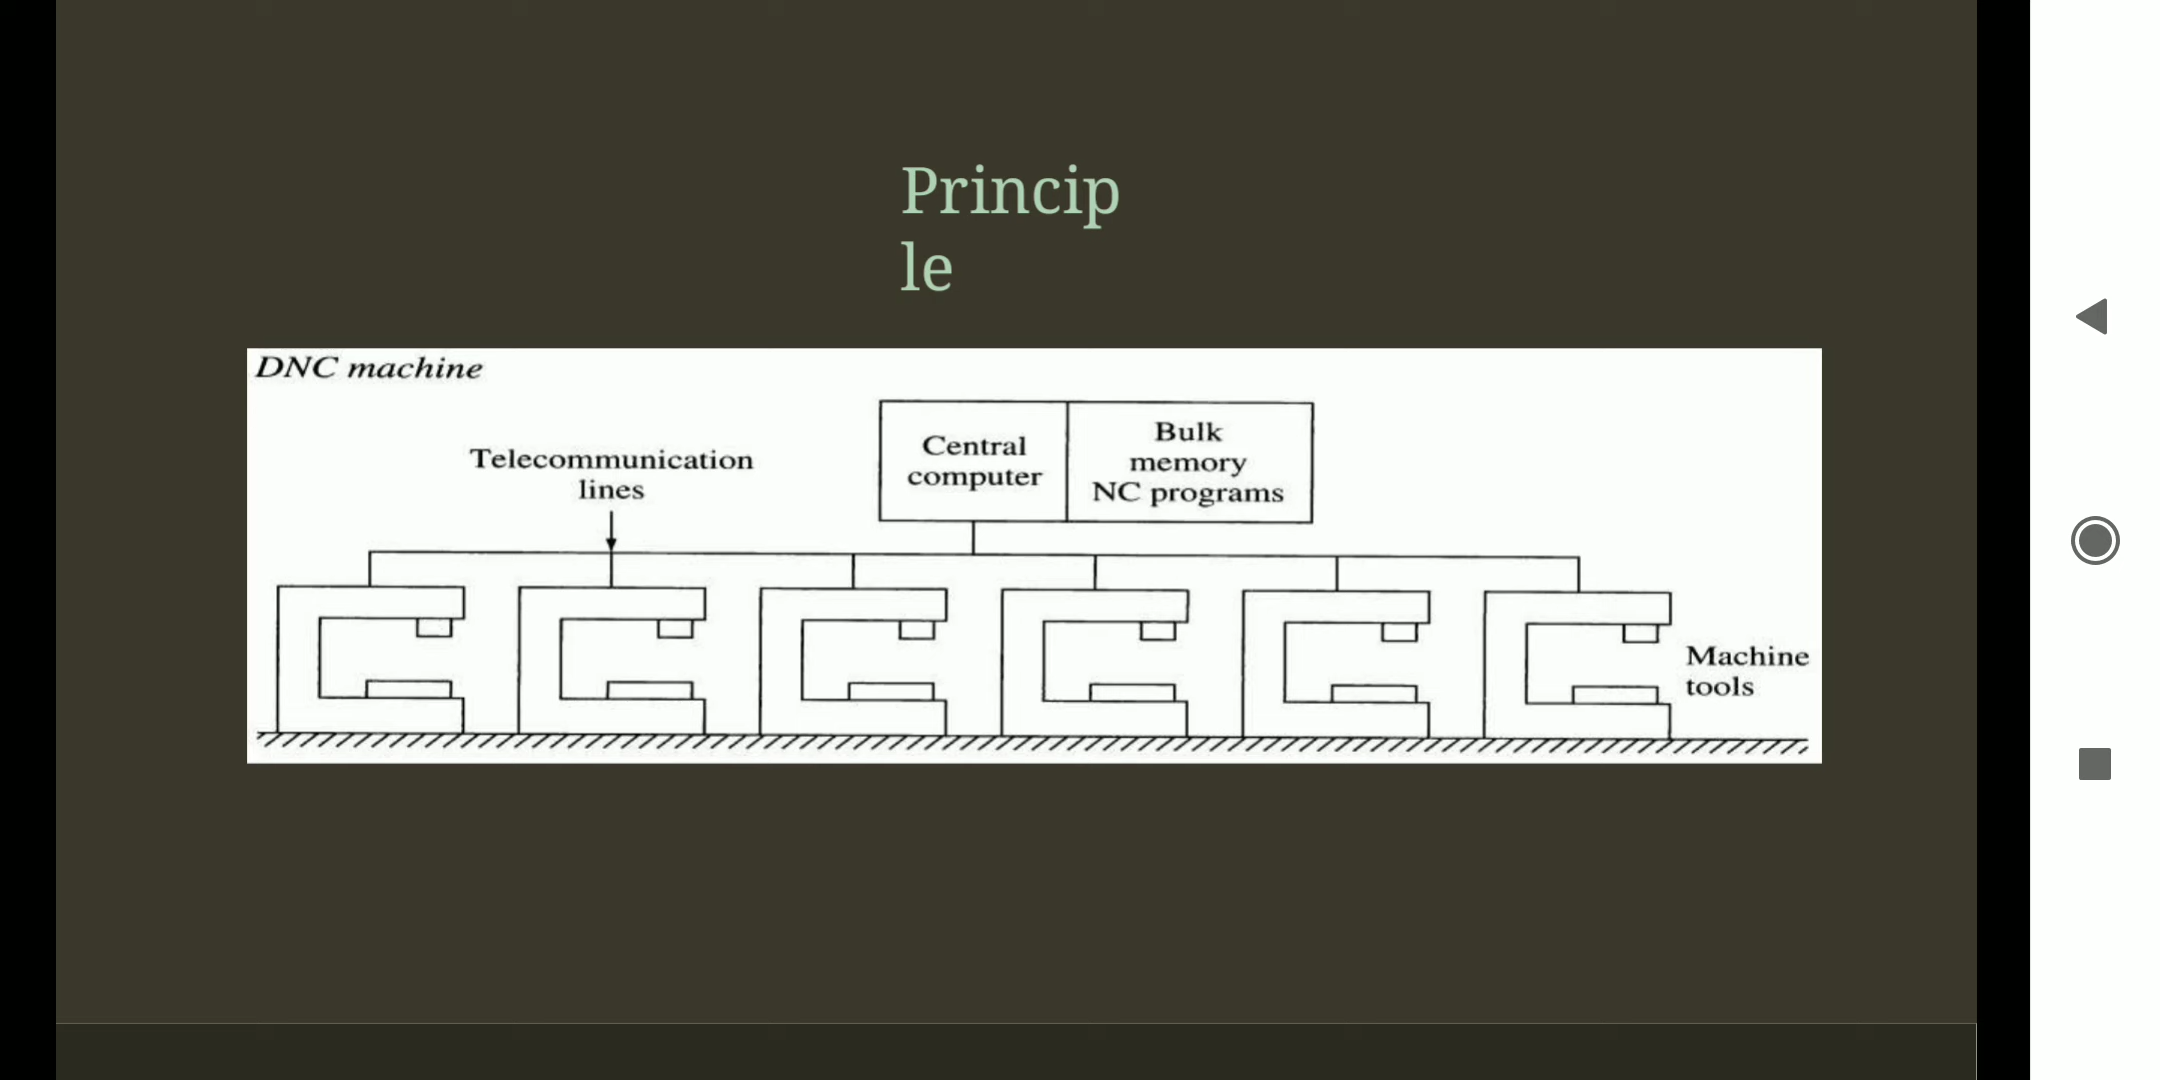 Princip
le
DNC machine
Telecommunication
lines
Central
computer
Bulk
memory
NC programs
Machine
tools